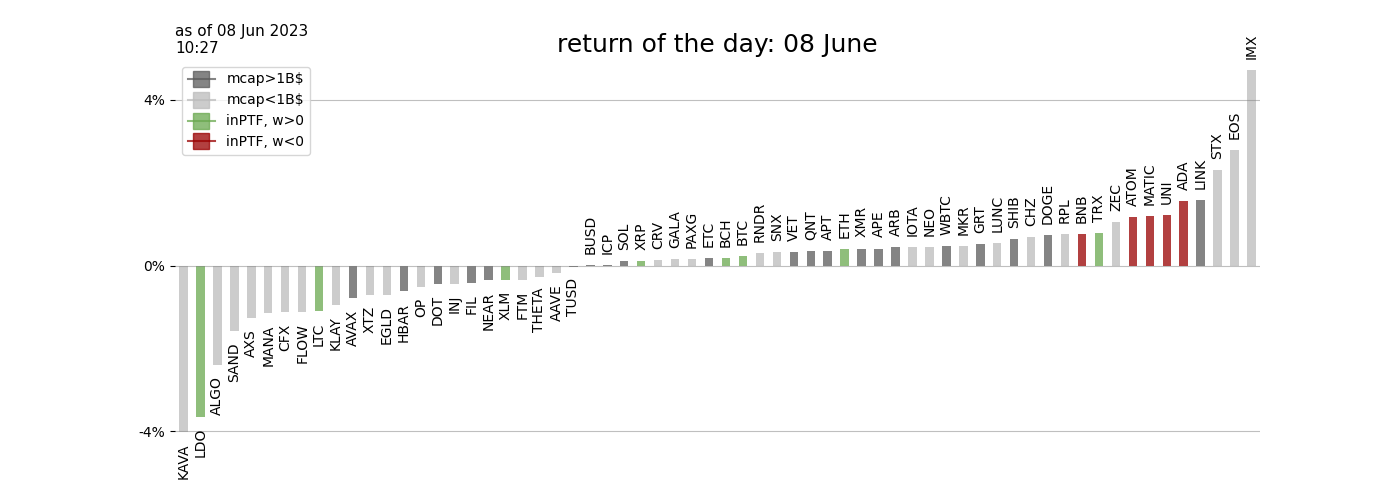 as of 08 Jun 2023
10:27
return of the day: 08 June
mcap>1B$
mcap<1B$
inPTF, w>0
inPTF, w<0
4%
0%
-4%
KAVA
LDO
ALGO
SAND
AXS
MANA
CFX
FLOW
LTC
KLAY
AVAX
XTZ
EGLD
HBAR
OP
DOT
INJ
FIL
NEAR
XLM
FTM
THETA
AAVE
TUSD
BUSD
ICP
SOL
XRP
CRV
GALA
PAXG
ETC
BCH
BTC
RNDR
SNX
VET
QNT
APT
ETH
XMR
APE
ARB
IOTA
NEO
WBTC
MKR
GRT
LUNC
SHIB
CHZ
DOGE
RPL
BNB
TRX
ZEC
ATOM
MATIC
UNI
ADA
LINK
STX
EOS
IMX